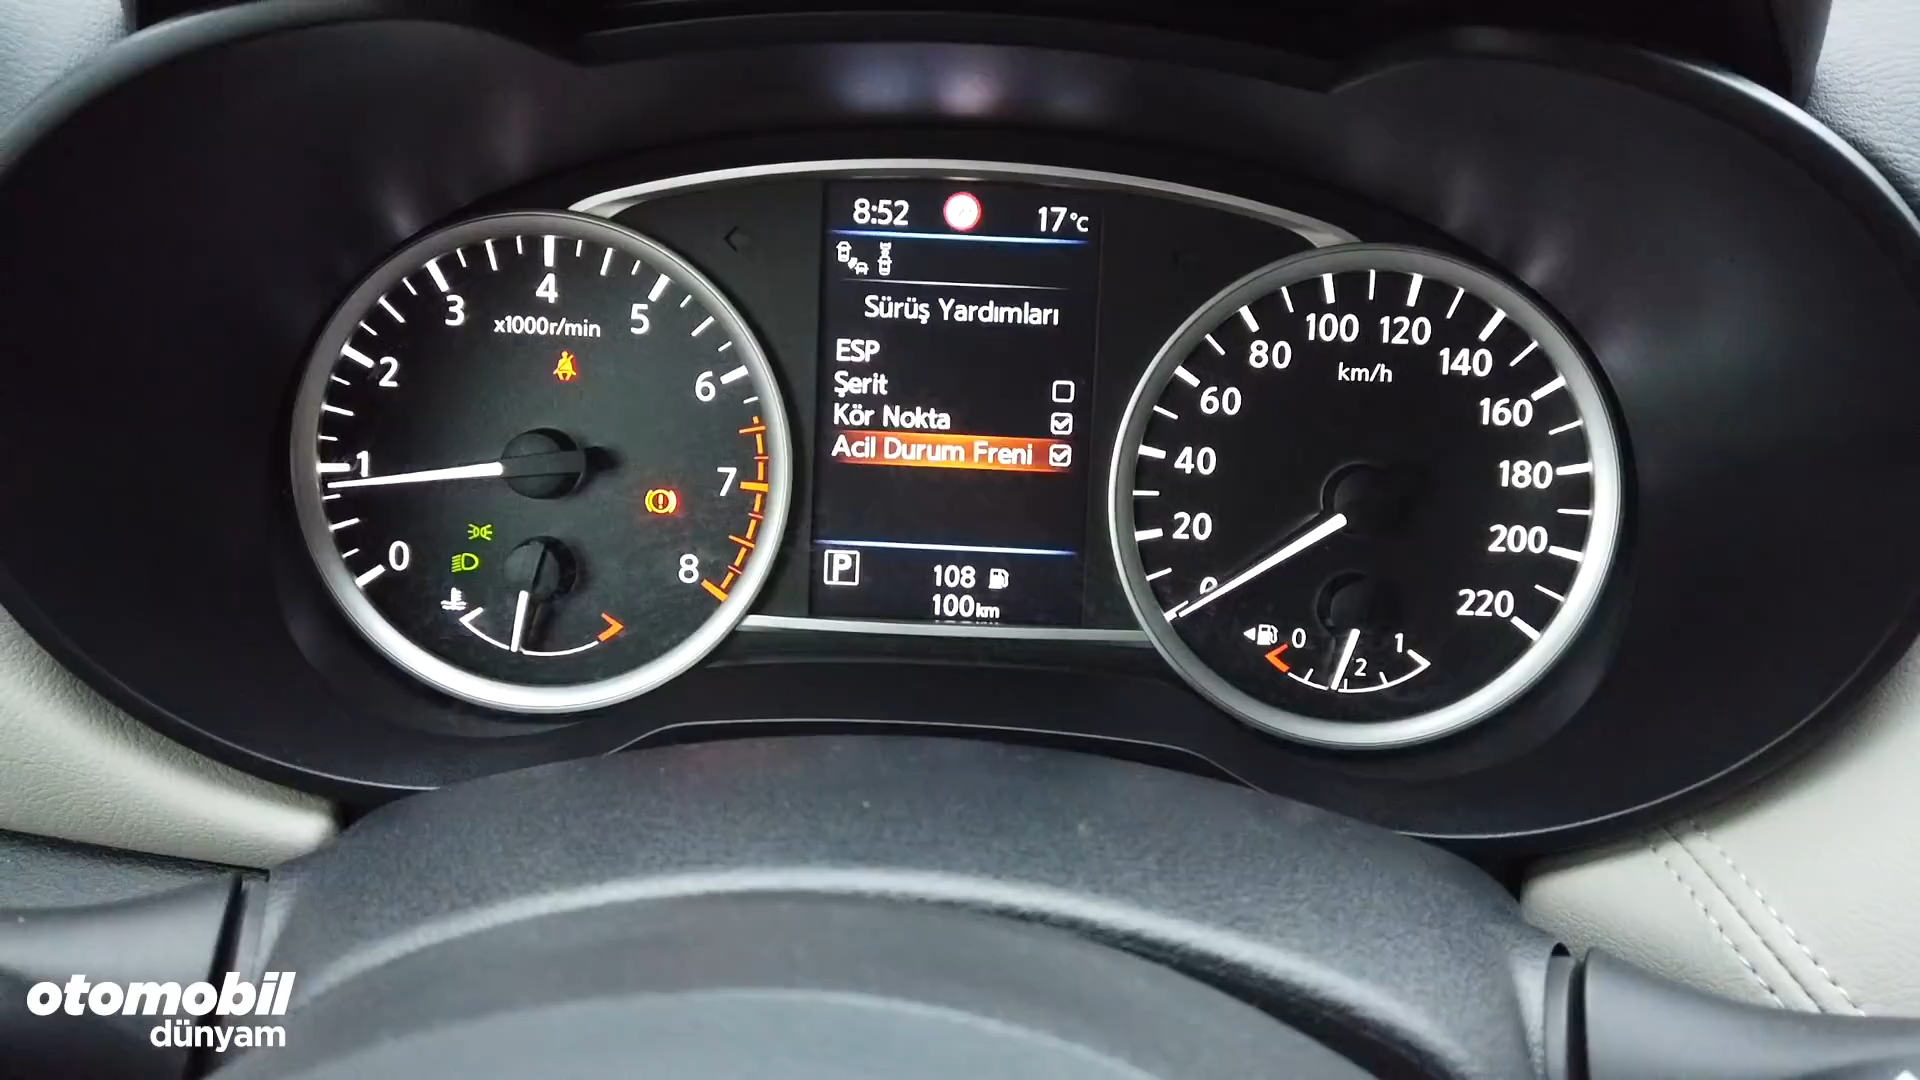 8:52
17°C
Sürüş Yardımları
ESP
Şerit
Kör Nokta
Acil Durum Freni
P
108
100km
x1000r/min
0
1
2
3
4
5
6
7
8
km/h
0
20
40
60
80
100
120
140
160
180
200
220
0
1
2
otomobil
dünyam